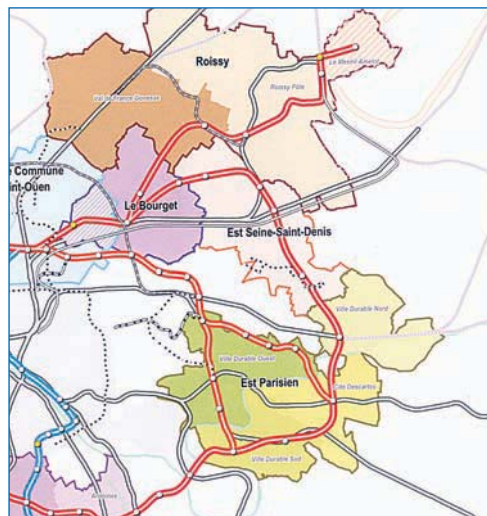 Roissy
Le Mesnil Amelot
Roissy Pôle
Val de France Gonesse
Commune
int-Ouen
Le Bourget
Est Seine-Saint-Denis
Ville Durable Nord
Ville Durable Ouest
Est Parisien
Cité Descartes
Ville Durable Sud
Ardoines